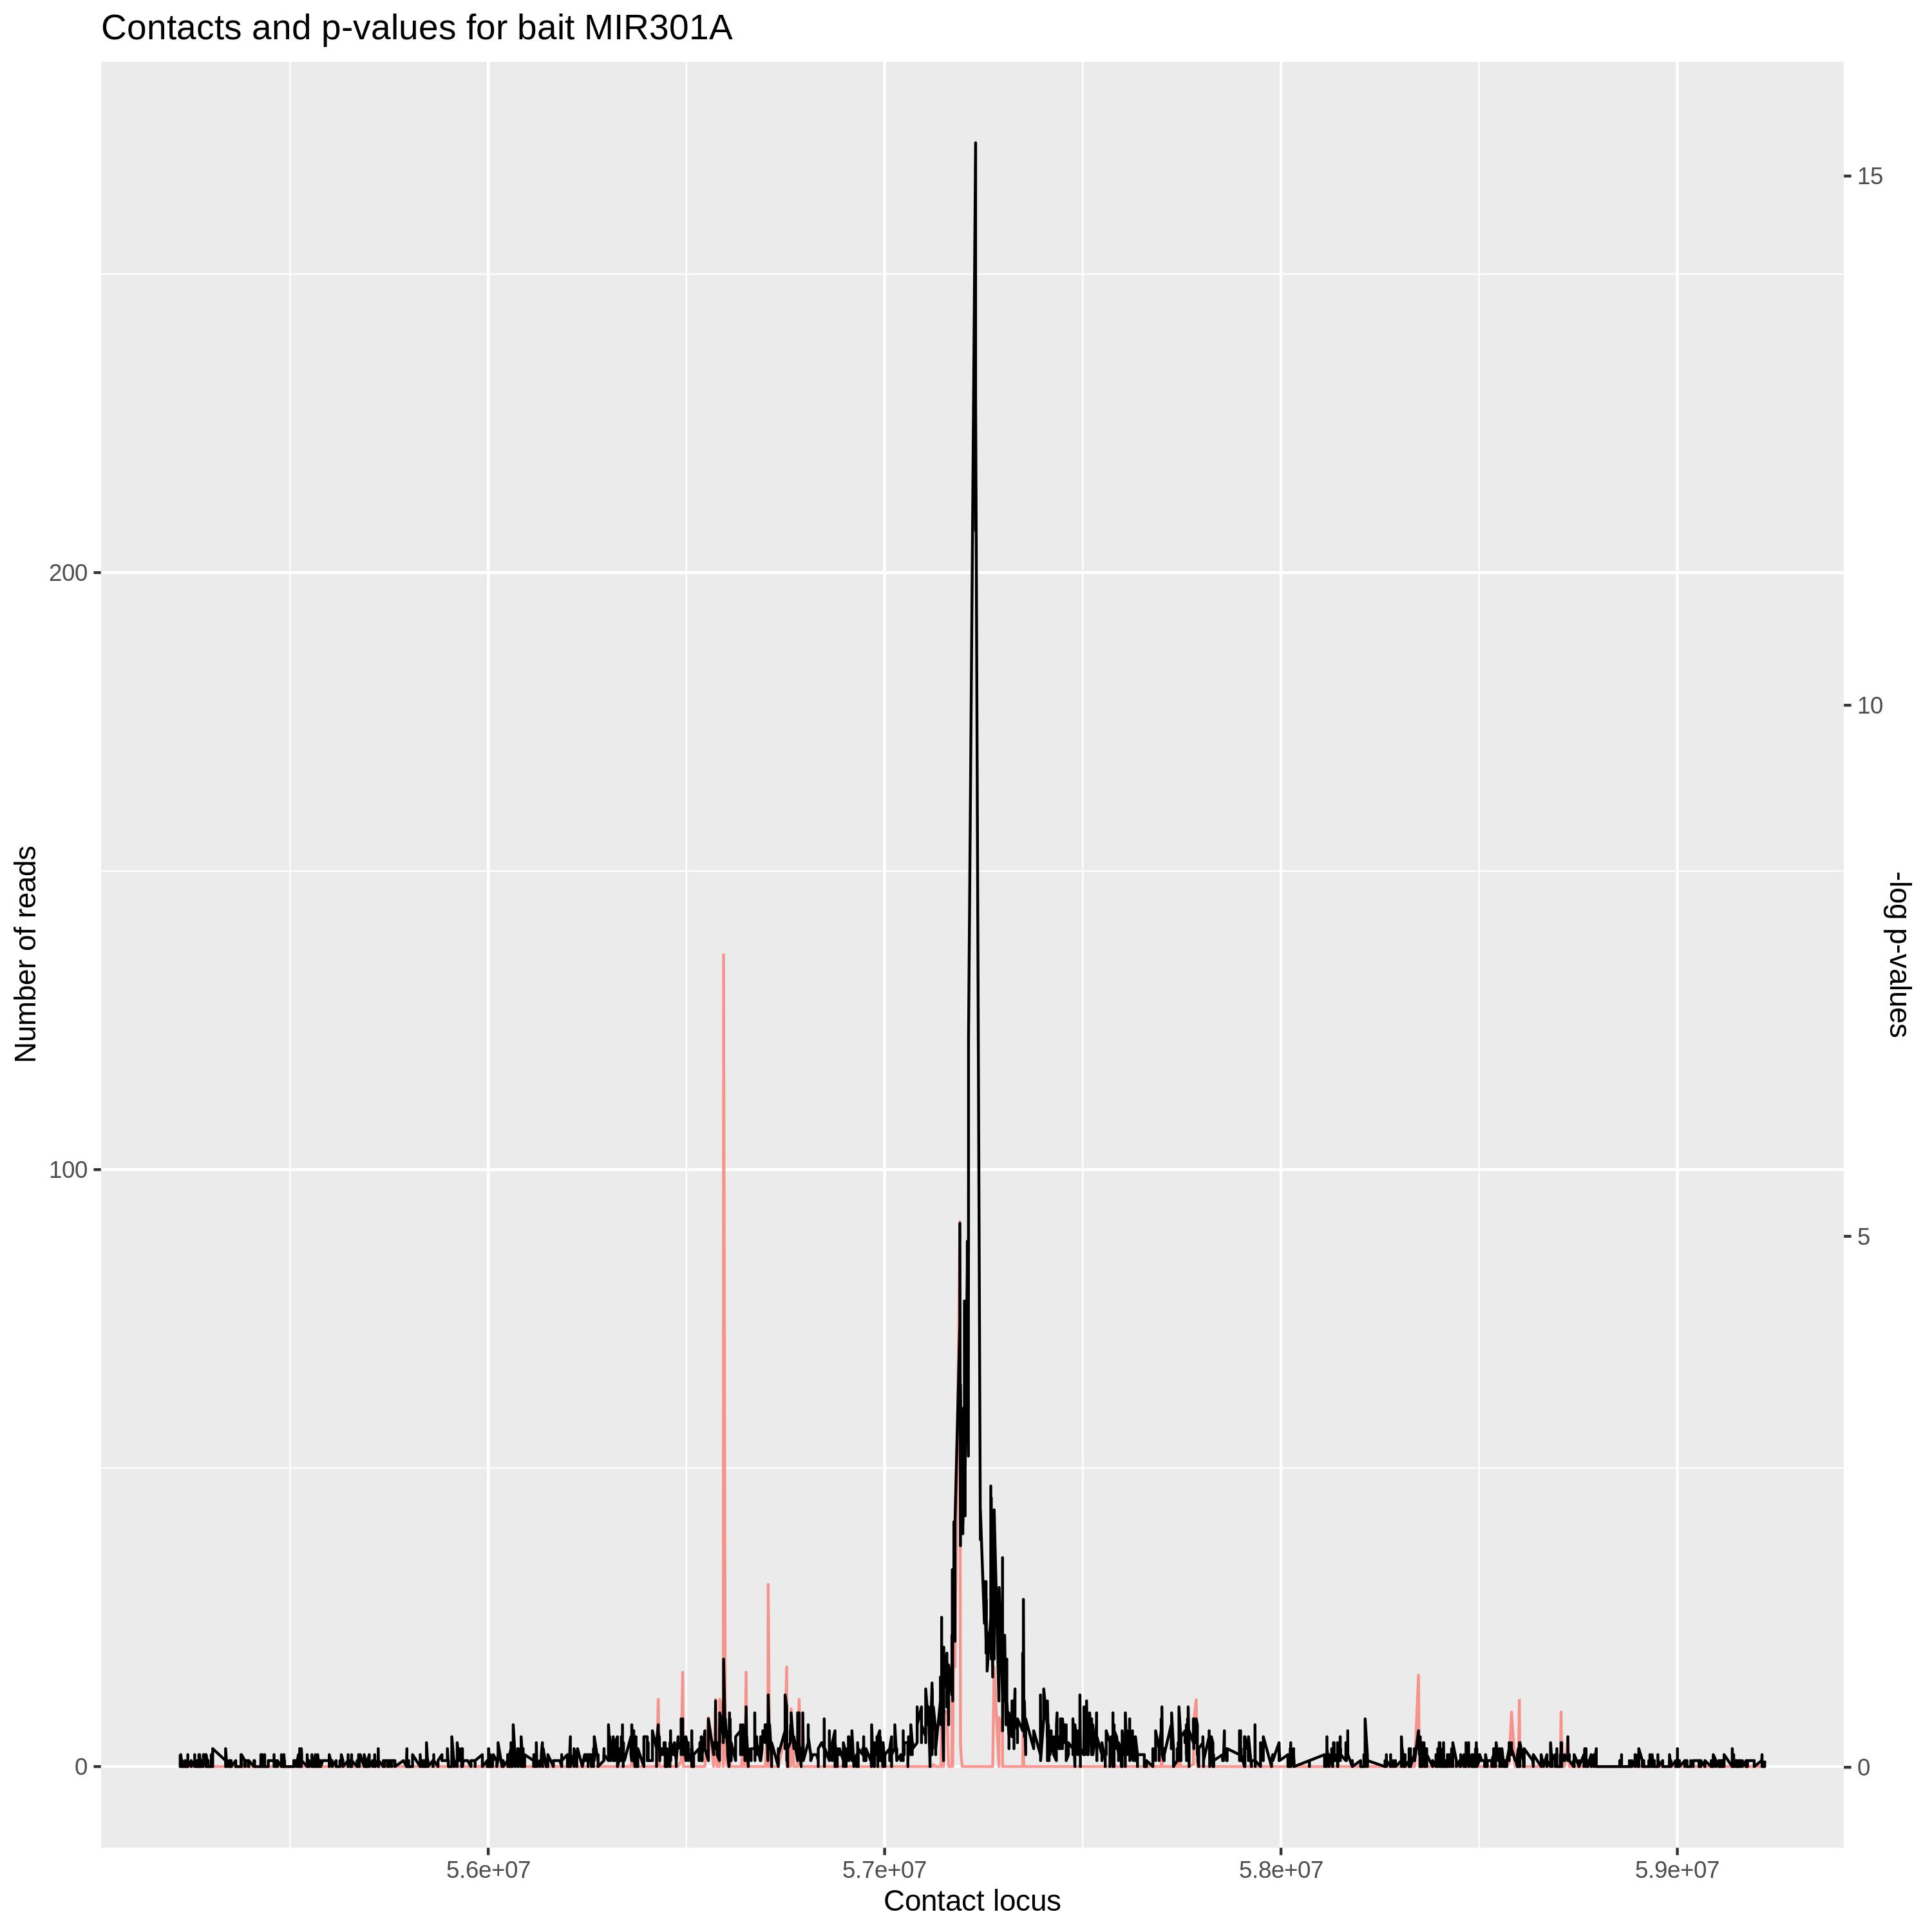 Contacts and p-values for bait MIR301A
15
200
10
Number of reads
-log p-values
100
5
0
0
5.6e+07
5.7e+07
5.8e+07
5.9e+07
Contact locus